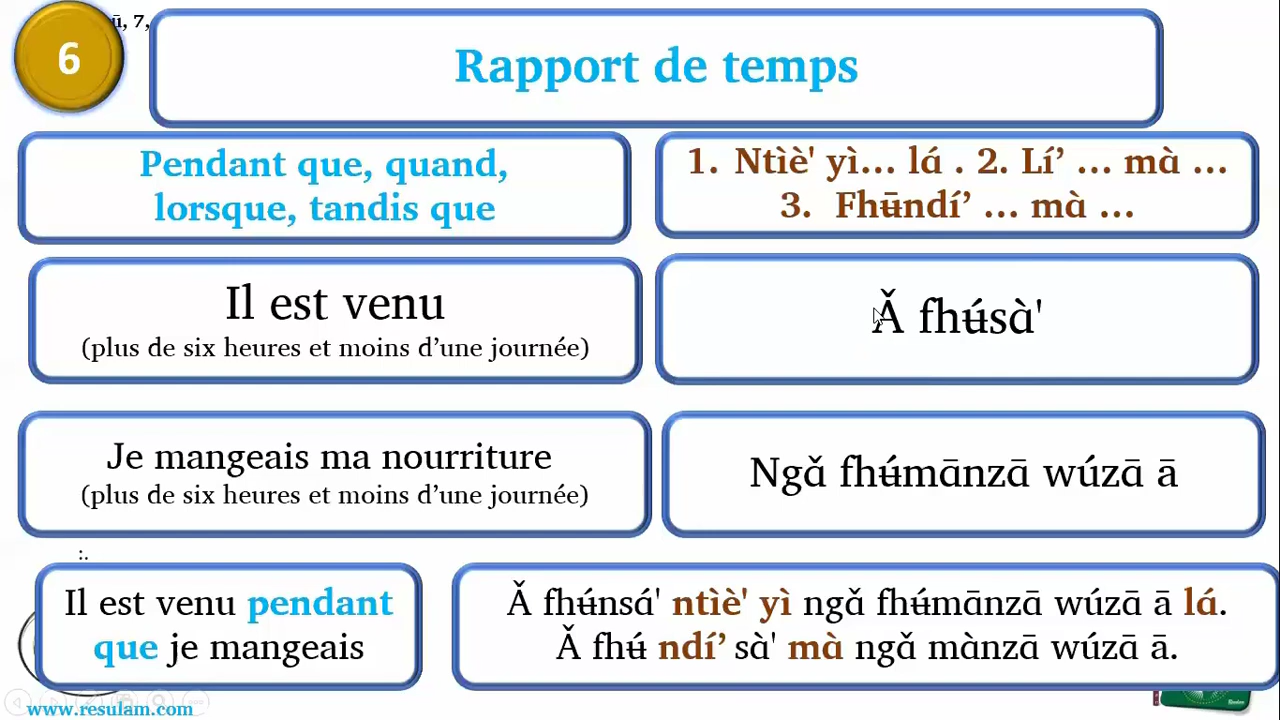 ū, 7,
6
Rapport de temps
Pendant que, quand,
lorsque, tandis que
1. Ntìè' yì... lá . 2. Lí’ ... mà ...
3. Fhʉ̄ndí’ ... mà ...
Il est venu
(plus de six heures et moins d’une journée)
Ǎ fhʉ́sà'
Je mangeais ma nourriture
(plus de six heures et moins d’une journée)
Ngǎ fhʉ́mānzā wúzā ā
:.
Il est venu pendant
que je mangeais
Ǎ fhʉ́nsá' ntìè' yì ngǎ fhʉ́mānzā wúzā ā lá.
Ǎ fhʉ́ ndí’ sà' mà ngǎ mànzā wúzā ā.
www.resulam.com